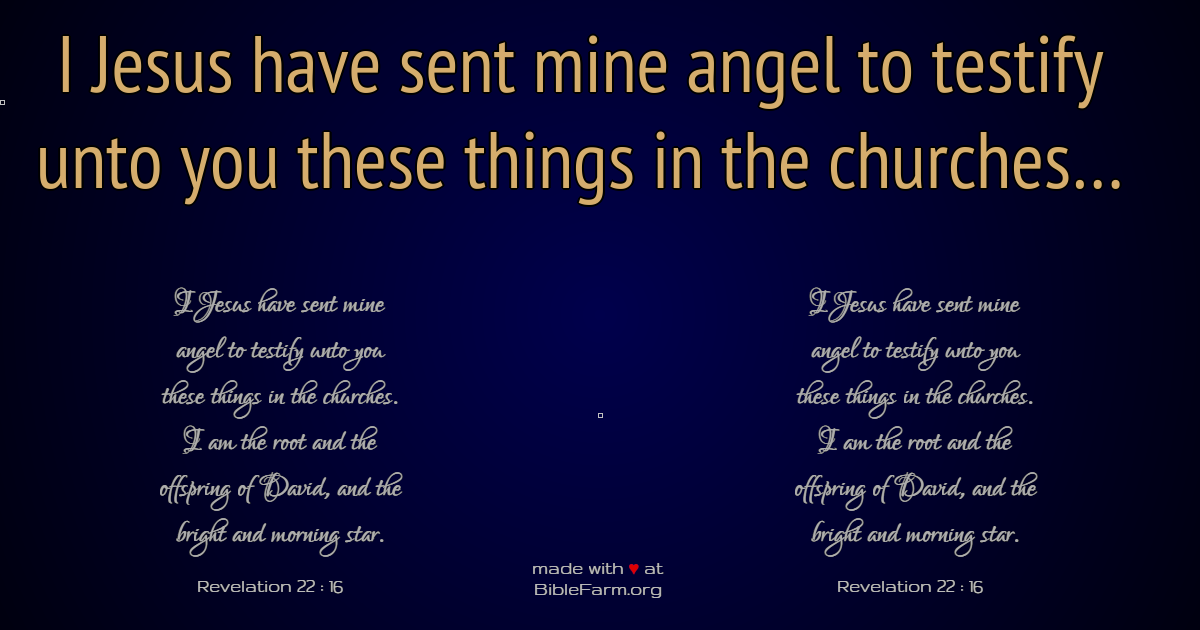 I Jesus have sent mine angel to testify
unto you these things in the churches...
I Jesus have sent mine
angel to testify unto you
these things in the churches.
I am the root and the
offspring of David, and the
bright and morning star.
Revelation 22 : 16
made with ♥ at
BibleFarm.org
I Jesus have sent mine
angel to testify unto you
these things in the churches.
I am the root and the
offspring of David, and the
bright and morning star.
Revelation 22 : 16